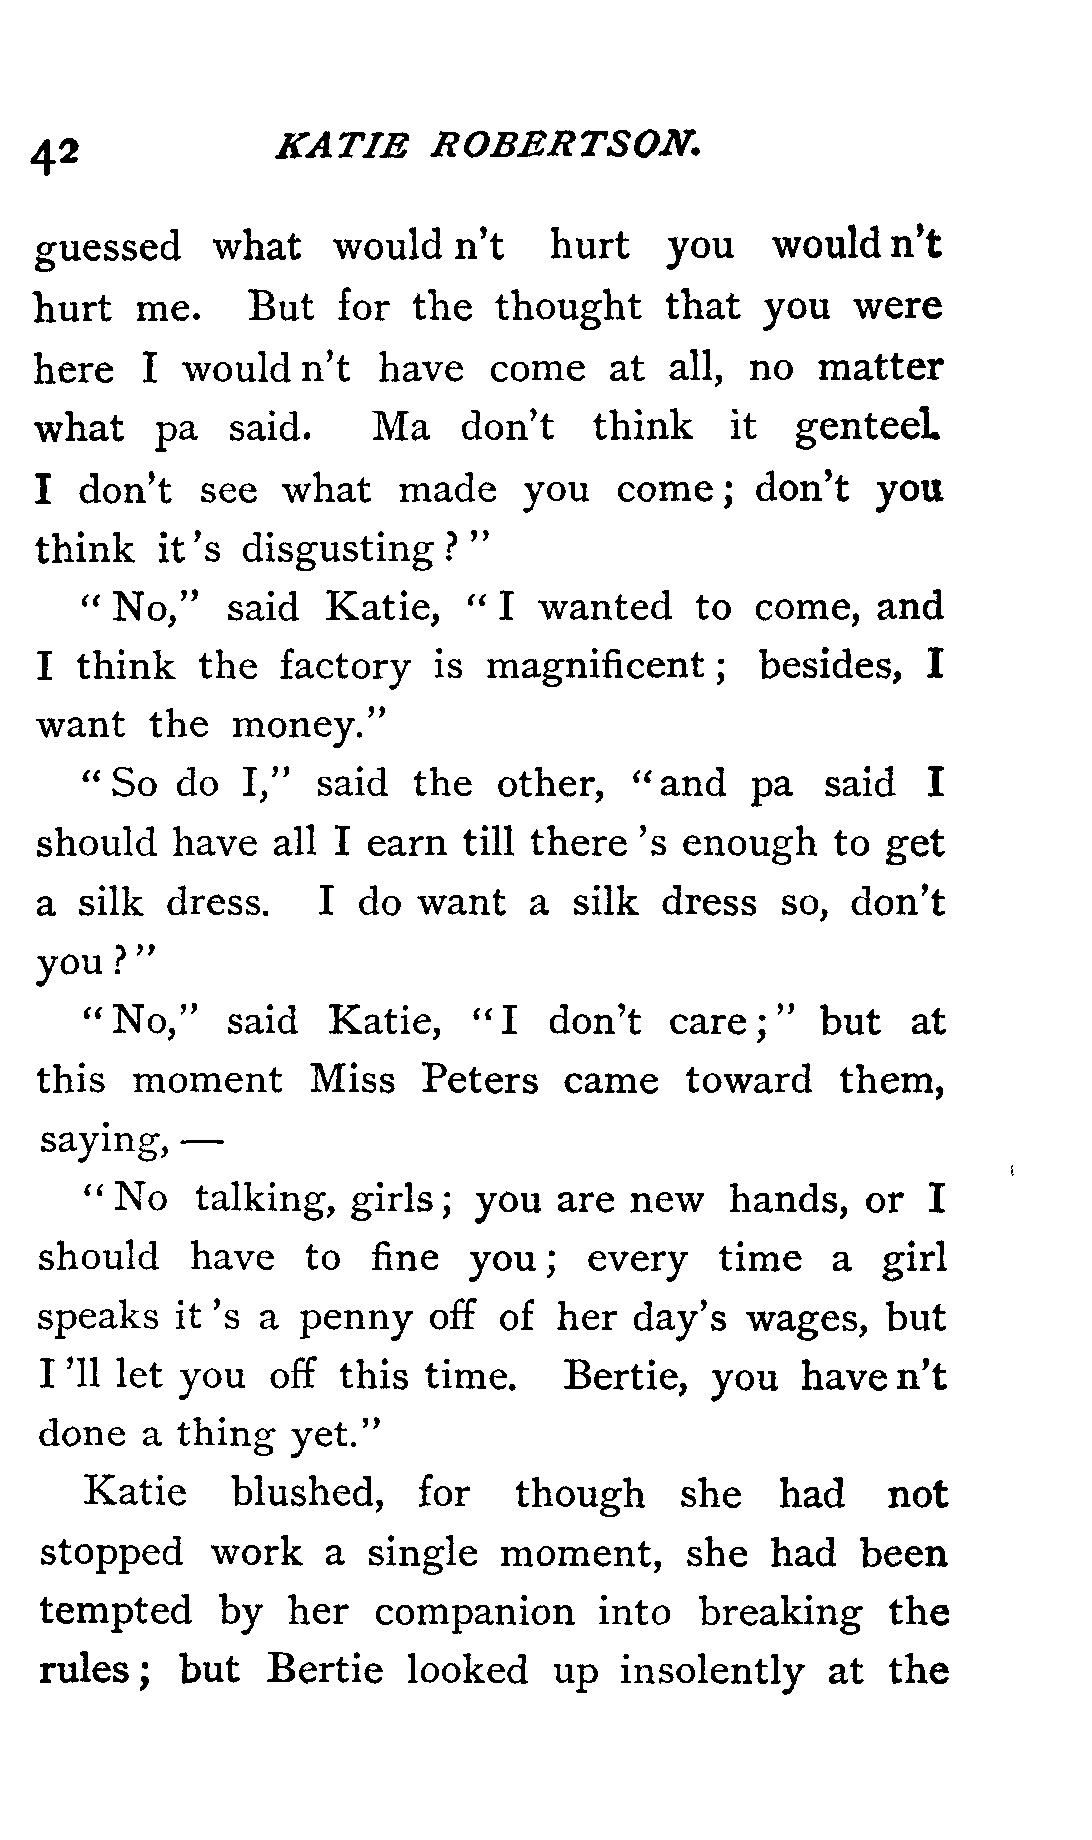 42 KATIE ROBERTSON.
guessed what would n't hurt you would n't
hurt me. But for the thought that you were
here I would n't have come at all, no matter
what pa said. Ma don't think it genteel.
I don't see what made you come; don't you
think it 's disgusting?"
"No," said Katie, "I wanted to come, and
I think the factory is magnificent; besides, I
want the money."
"So do I," said the other, "and pa said I
should have all I earn till there 's enough to get
a silk dress. I do want a silk dress so, don't
you?"
"No," said Katie, "I don't care;" but at
this moment Miss Peters came toward them,
saying, —
"No talking, girls; you are new hands, or I
should have to fine you; every time a girl
speaks it 's a penny off of her day's wages, but
I 'll let you off this time. Bertie, you have n't
done a thing yet."
Katie blushed, for though she had not
stopped work a single moment, she had been
tempted by her companion into breaking the
rules; but Bertie looked up insolently at the